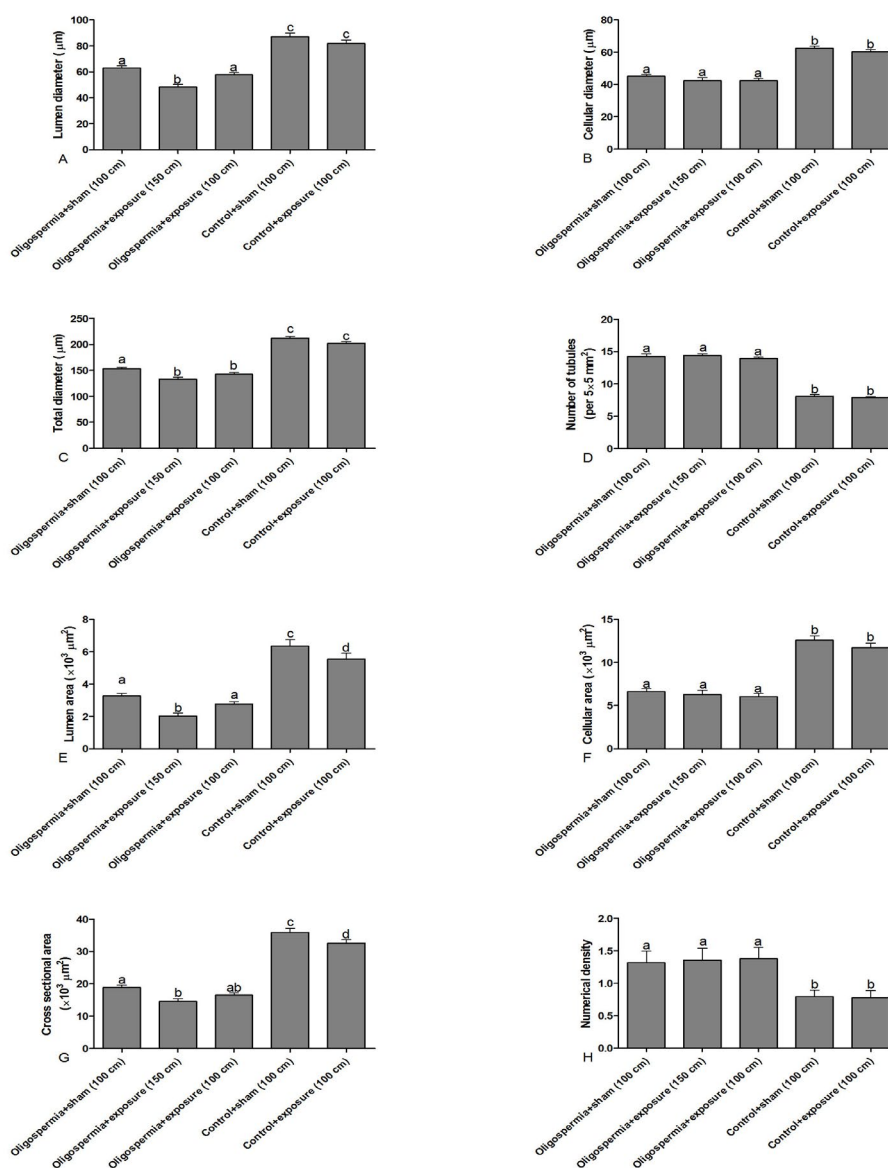 100
80
60
40
20
0
Lumen diameter ( μm)
a
b
a
c
c
A
Oligospermia+sham (100 cm)
Oligospermia+exposure (150 cm)
Oligospermia+exposure (100 cm)
Control+sham (100 cm)
Control+exposure (100 cm)
80
60
40
20
0
Cellular diameter (μm)
a
a
a
b
b
B
Oligospermia+sham (100 cm)
Oligospermia+exposure (150 cm)
Oligospermia+exposure (100 cm)
Control+sham (100 cm)
Control+exposure (100 cm)
250
200
150
100
50
0
Total diameter (μm)
a
b
b
c
c
C
Oligospermia+sham (100 cm)
Oligospermia+exposure (150 cm)
Oligospermia+exposure (100 cm)
Control+sham (100 cm)
Control+exposure (100 cm)
20
15
10
5
0
Number of tubules
(per 5×5 mm²)
a
a
a
b
b
D
Oligospermia+sham (100 cm)
Oligospermia+exposure (150 cm)
Oligospermia+exposure (100 cm)
Control+sham (100 cm)
Control+exposure (100 cm)
8
6
4
2
0
Lumen area (×10³ μm²)
a
b
a
c
d
E
Oligospermia+sham (100 cm)
Oligospermia+exposure (150 cm)
Oligospermia+exposure (100 cm)
Control+sham (100 cm)
Control+exposure (100 cm)
15
10
5
0
Cellular area (×10³ μm²)
a
a
a
b
b
F
Oligospermia+sham (100 cm)
Oligospermia+exposure (150 cm)
Oligospermia+exposure (100 cm)
Control+sham (100 cm)
Control+exposure (100 cm)
40
30
20
10
0
Cross sectional area
(×10³ μm²)
a
b
ab
c
d
G
Oligospermia+sham (100 cm)
Oligospermia+exposure (150 cm)
Oligospermia+exposure (100 cm)
Control+sham (100 cm)
Control+exposure (100 cm)
2.0
1.5
1.0
0.5
0.0
Numerical density
a
a
a
b
b
H
Oligospermia+sham (100 cm)
Oligospermia+exposure (150 cm)
Oligospermia+exposure (100 cm)
Control+sham (100 cm)
Control+exposure (100 cm)